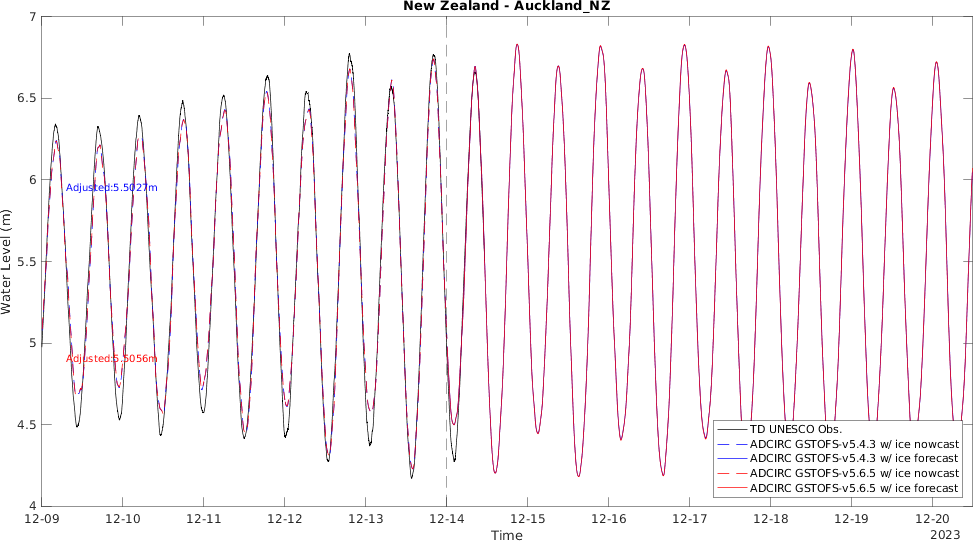 New Zealand - Auckland_NZ
7
6.5
6
5.5
5
4.5
4
Water Level (m)
Adjusted:5.5027m
Adjusted:5.5056m
TD UNESCO Obs.
ADCIRC GSTOFS-v5.4.3 w/ ice nowcast
ADCIRC GSTOFS-v5.4.3 w/ ice forecast
ADCIRC GSTOFS-v5.6.5 w/ ice nowcast
ADCIRC GSTOFS-v5.6.5 w/ ice forecast
12-09 12-10 12-11 12-12 12-13 12-14 12-15 12-16 12-17 12-18 12-19 12-20
2023
Time